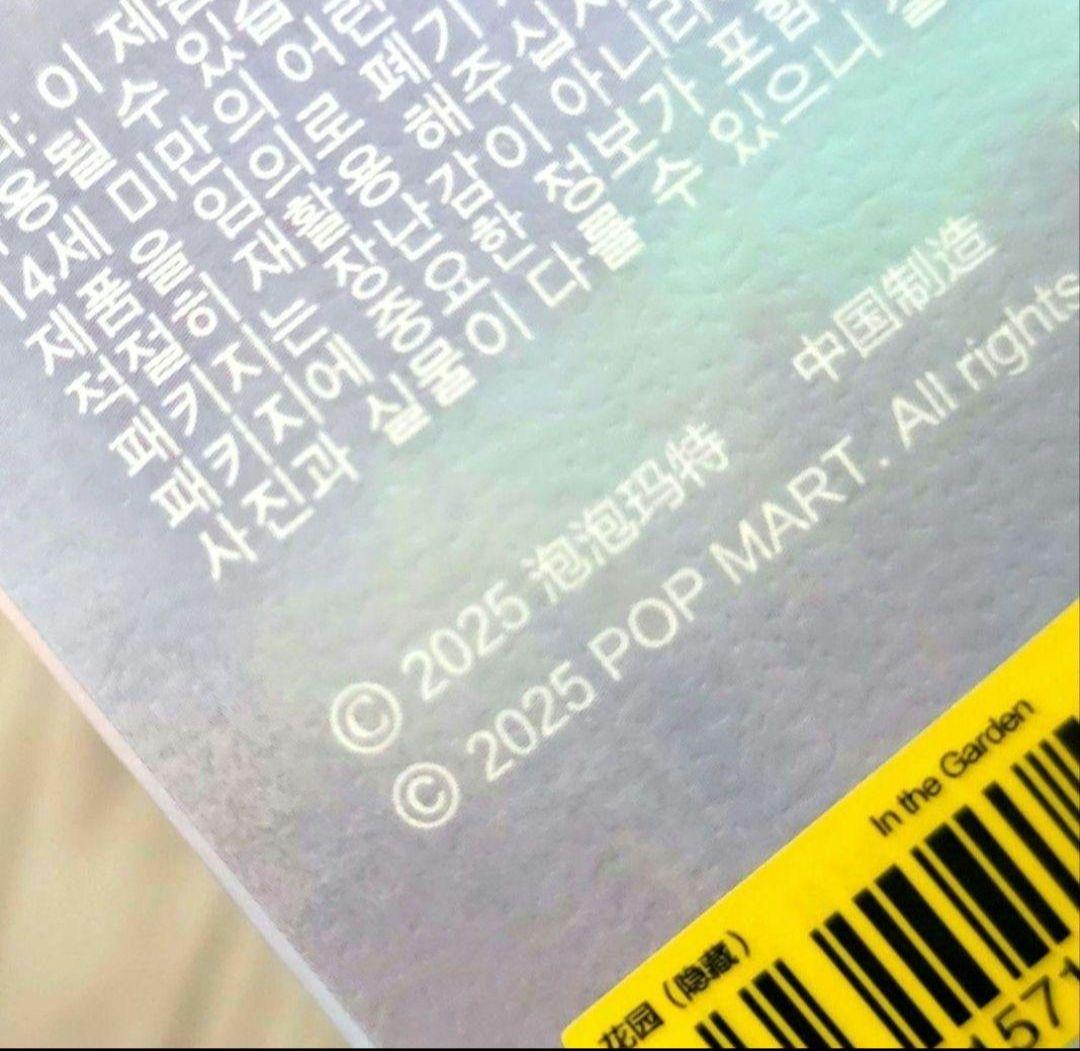 : 이 제
용될 수 있습
14세 미만의 어린
제품을 임의로 폐기
적절히 재활용해 주십시
패키지는 장난감이 아니라
패키지에 중요한 정보가 포함
사진과 실물이 다를 수 있으니
© 2025 泡泡玛特 中国制造
© 2025 POP MART. All rights
花园（隐藏） In the Garden
1571